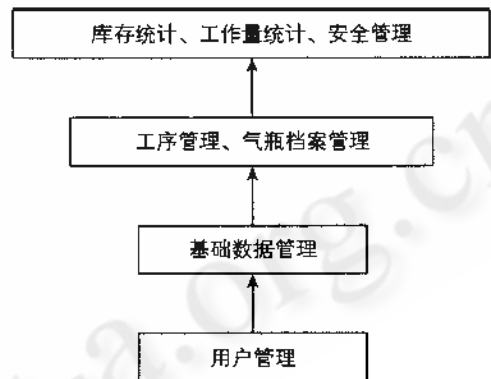 库存统计、工作量统计、安全管理
工序管理、气瓶档案管理
基础数据管理
用户管理